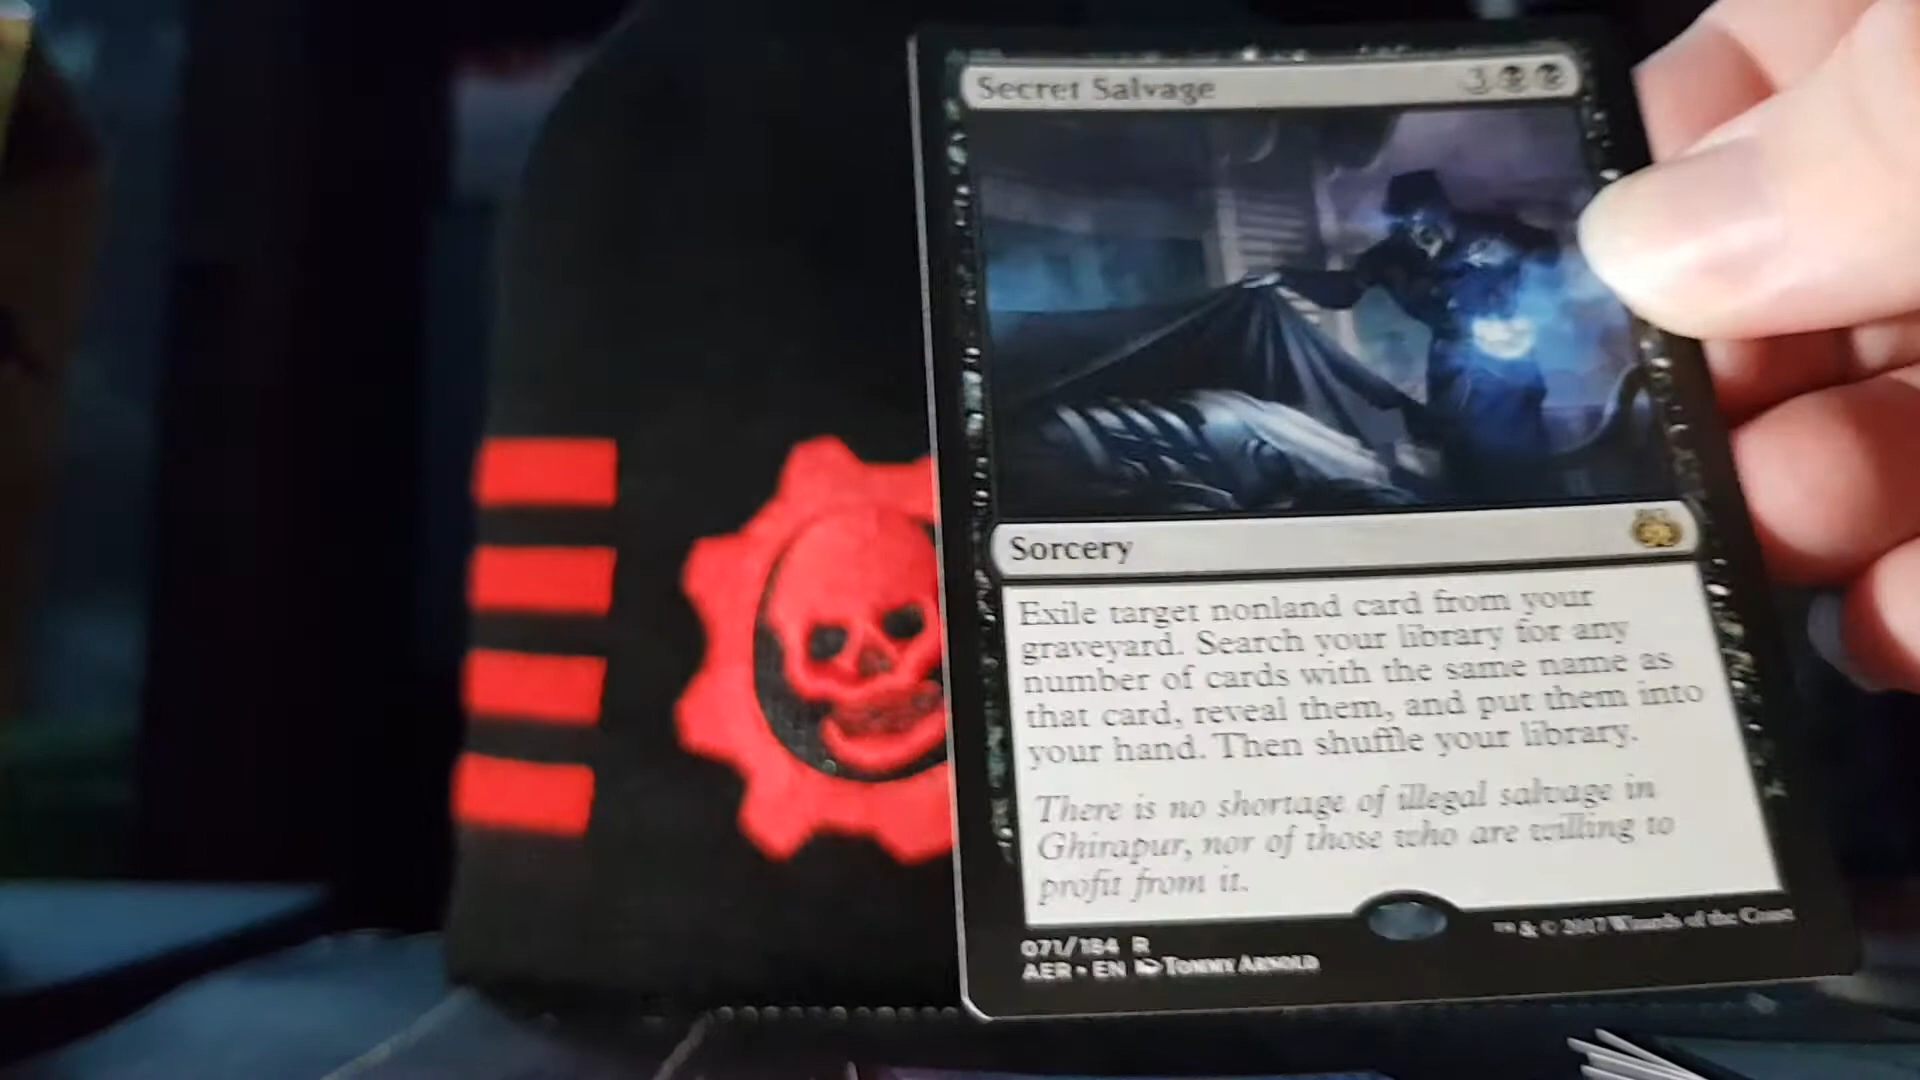 Secret Salvage 3
Sorcery
Exile target nonland card from your
graveyard. Search your library for any
number of cards with the same name as
that card, reveal them, and put them into
your hand. Then shuffle your library.
There is no shortage of illegal salvage in
Ghirapur, nor of those who are willing to
profit from it.
071/184 R
AER • EN TOMMY ARNOLD
™ & © 2017 Wizards of the Coast